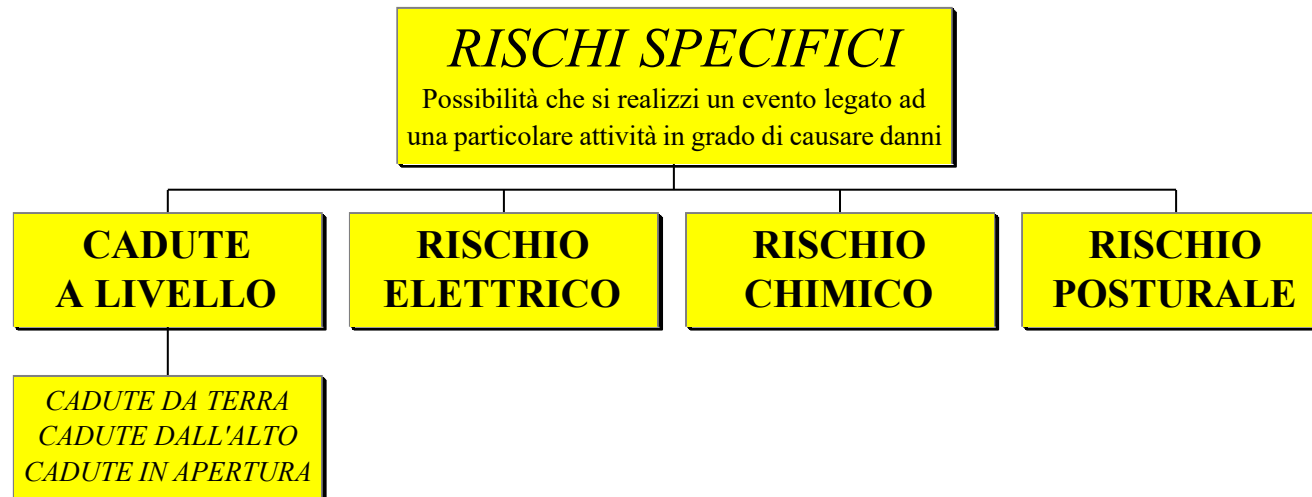 RISCHI SPECIFICI
Possibilità che si realizzi un evento legato ad
una particolare attività in grado di causare danni
CADUTE
A LIVELLO
RISCHIO
ELETTRICO
RISCHIO
CHIMICO
RISCHIO
POSTURALE
CADUTE DA TERRA
CADUTE DALL'ALTO
CADUTE IN APERTURA